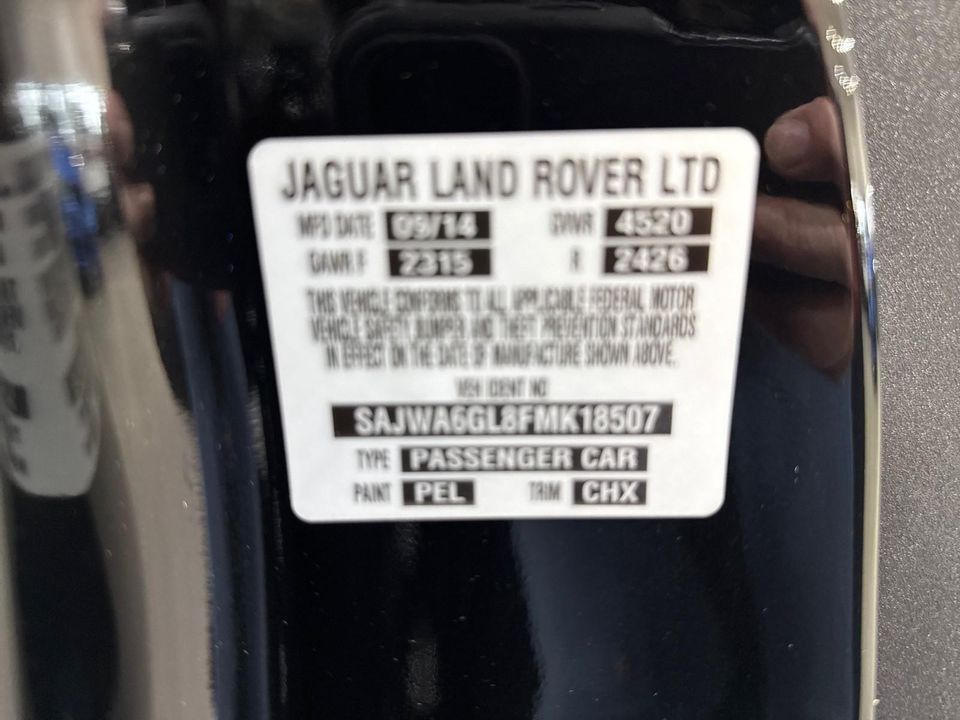 JAGUAR LAND ROVER LTD
MFD DATE 09/14 GVWR 4520
GAWR F 2315 R 2426
THIS VEHICLE CONFORMS TO ALL APPLICABLE FEDERAL MOTOR
VEHICLE SAFETY BUMPER AND THEFT PREVENTION STANDARDS
IN EFFECT ON THE DATE OF MANUFACTURE SHOWN ABOVE.
VEH IDENT NO
SAJWA6GL8FMK18507
TYPE PASSENGER CAR
PAINT PEL TRIM CHX